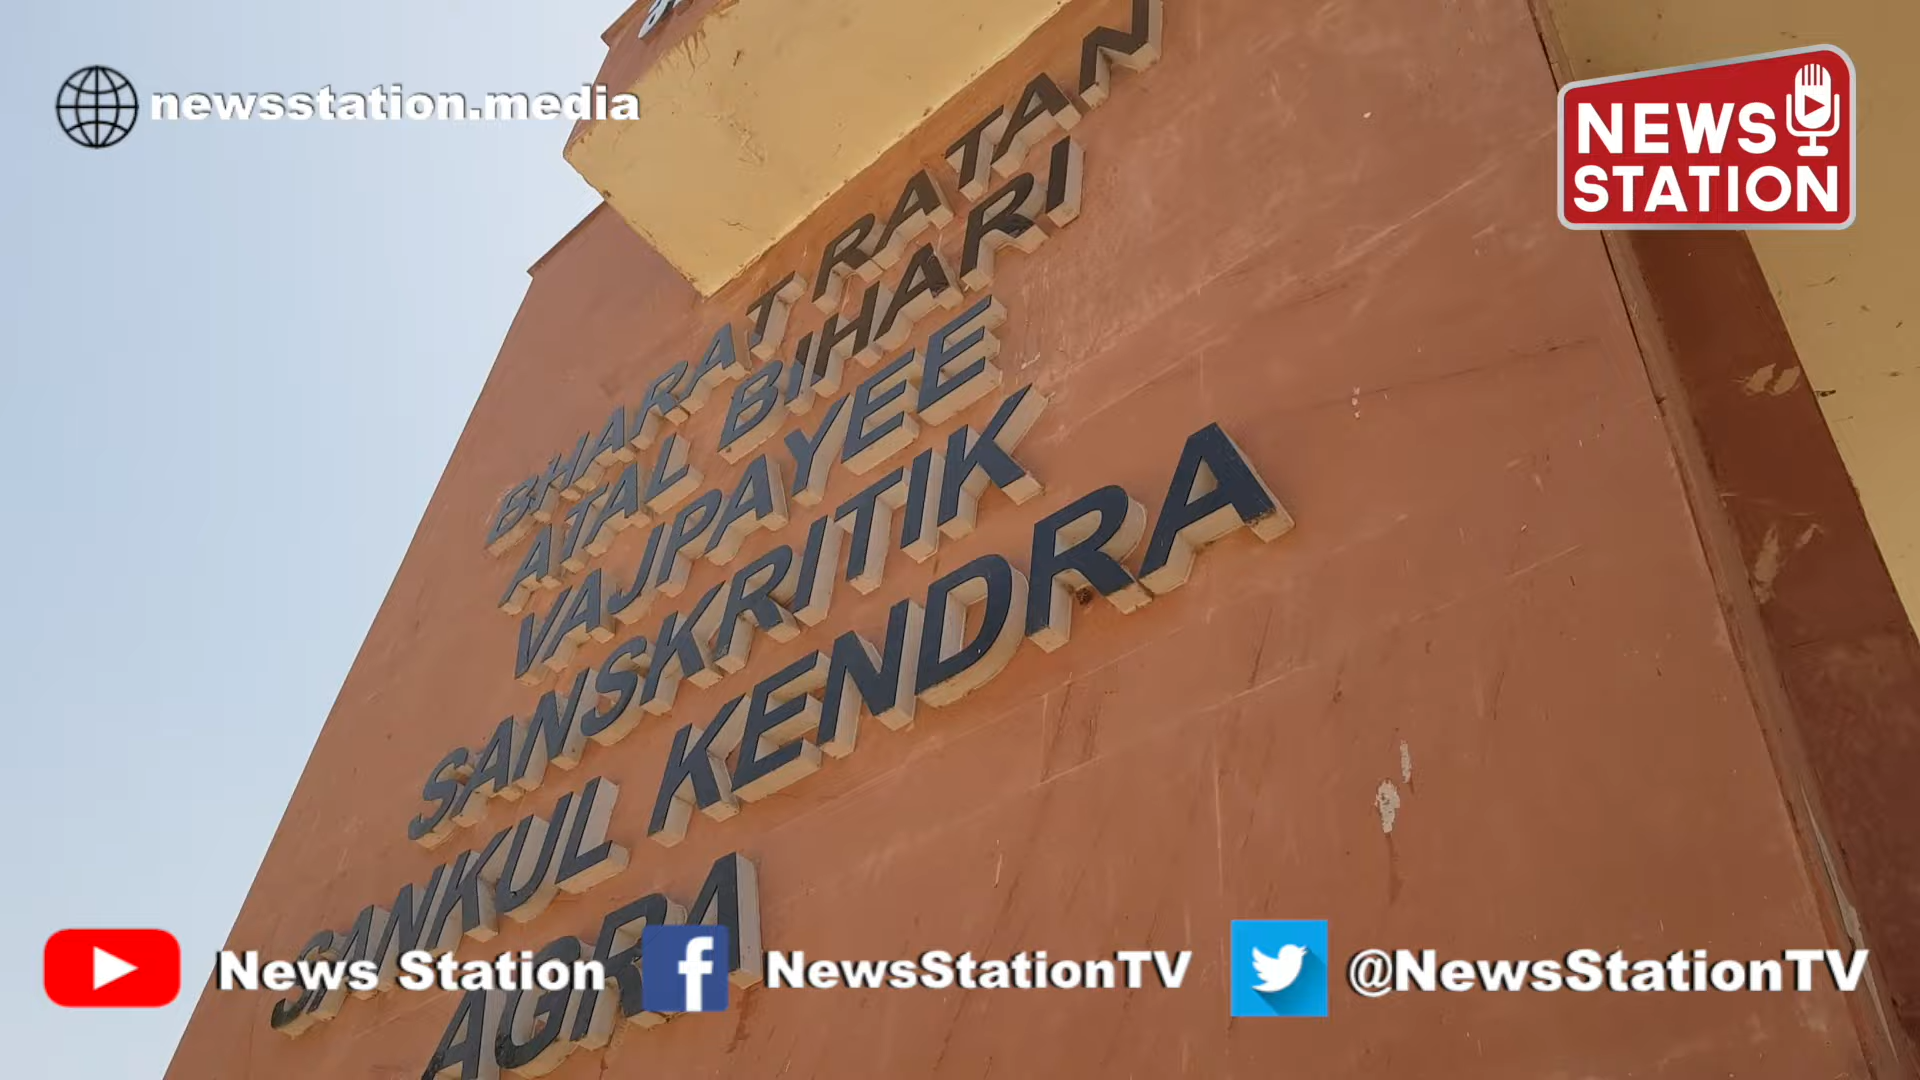 newsstation.media
NEWS
STATION
BHARAT RATAN
ATAL BIHARI
VAJPAYEE
SANSKRITIK
SANKUL KENDRA
AGRA
News Station
NewsStationTV
@NewsStationTV